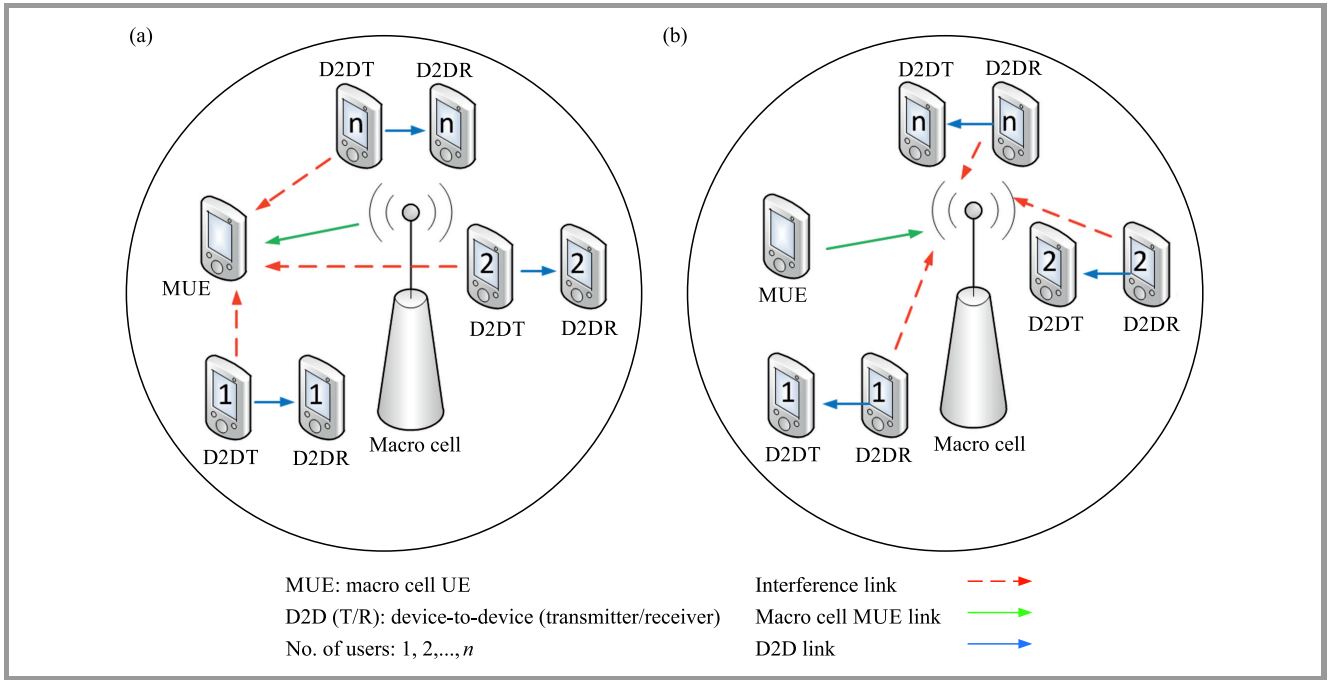 (a)
D2DT D2DR
n n
MUE
2 2
D2DT D2DR
1 1
D2DT D2DR
Macro cell
(b)
D2DT D2DR
n n
MUE
2 2
D2DT D2DR
1 1
D2DT D2DR
Macro cell
MUE: macro cell UE
D2D (T/R): device-to-device (transmitter/receiver)
No. of users: 1, 2,..., n
Interference link
Macro cell MUE link
D2D link